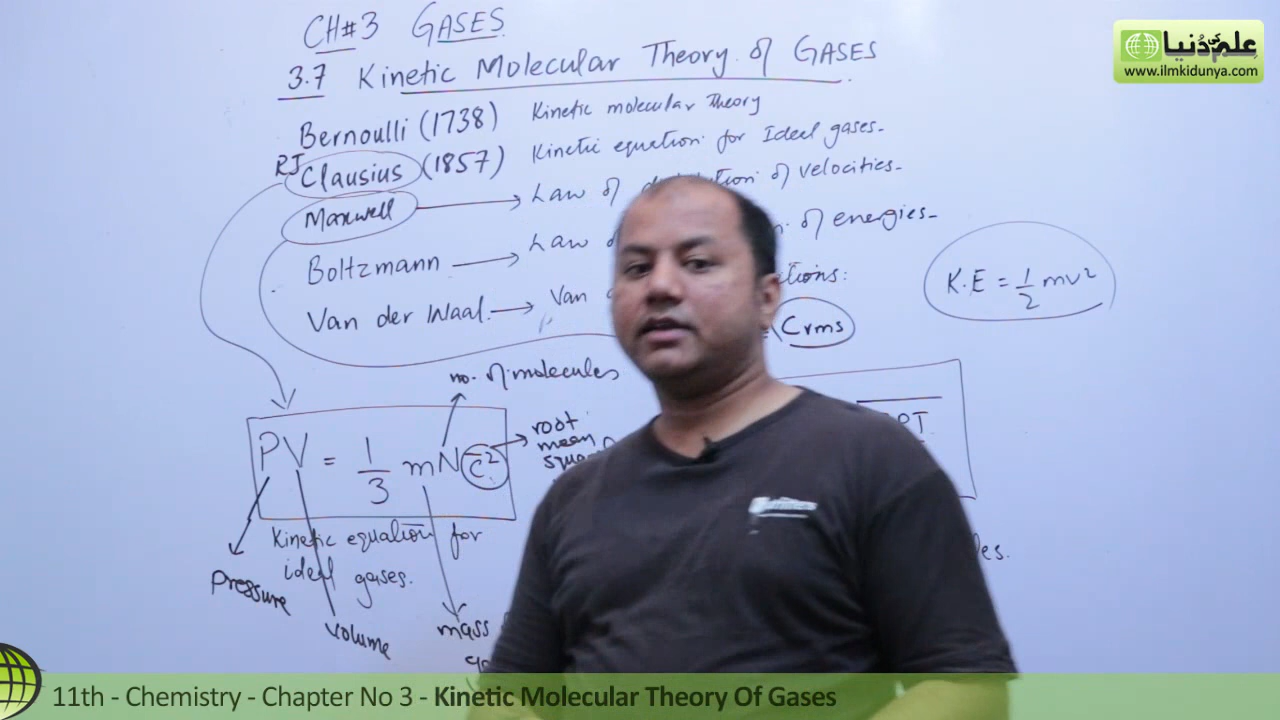 CH#3 GASES
علم کی دنیا
www.ilmkidunya.com
3.7 Kinetic Molecular Theory of GASES
Bernoulli (1738) Kinetic molecular Theory
RJ Clausius (1857) Kinetic equation for Ideal gases.
Maxwell → Law of of velocities.
Boltzmann → Law of energies.
Van der Waal. → Van
K.E = 1/2 mv²
Crms
no. of molecules
PV = 1/3 mN c̄²
root
mean
Kinetic equation for
ideal gases.
Pressure
volume
mass
11th - Chemistry - Chapter No 3 - Kinetic Molecular Theory Of Gases